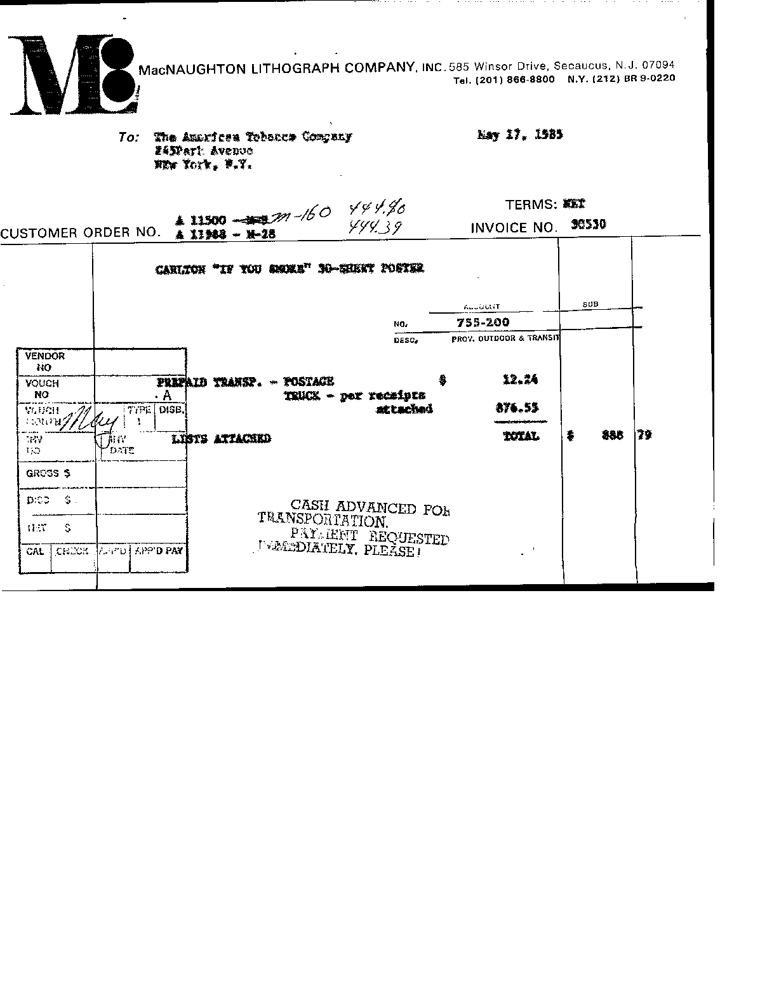 MacNAUGHTON LITHOGRAPH COMPANY, INC. 585 Winsor Drive, Secaucus, N.J. 07094
Tel. (201) 866-8800 N.Y. (212) BR 9-0220
To: The American Tobacco Company
245Park Avenue
New York, N.Y.
May 17, 1985
TERMS: NET
INVOICE NO. 30530
CUSTOMER ORDER NO. A 11500 - m-160 444.40
A 11988 - M-28 444.39
CARLTON "IF YOU SMOKE" 30-SHEET POSTER
ACCOUNT SUB
NO. 755-200
DESC. PROV. OUTDOOR & TRANSIT
VENDOR
NO
VOUCH
NO A
VOUCH
MONTH May TYPE 1 DISB.
INV
NO
INV
DATE
GROSS $
DISC $
NET $
CAL CHECK APP'D APP'D PAY
PREPAID TRANSP. - POSTAGE $ 12.24
TRUCK - per receipts
attached 876.55
LISTS ATTACHED TOTAL $ 888 79
CASH ADVANCED FOR
TRANSPORTATION.
PAYMENT REQUESTED
IMMEDIATELY, PLEASE!